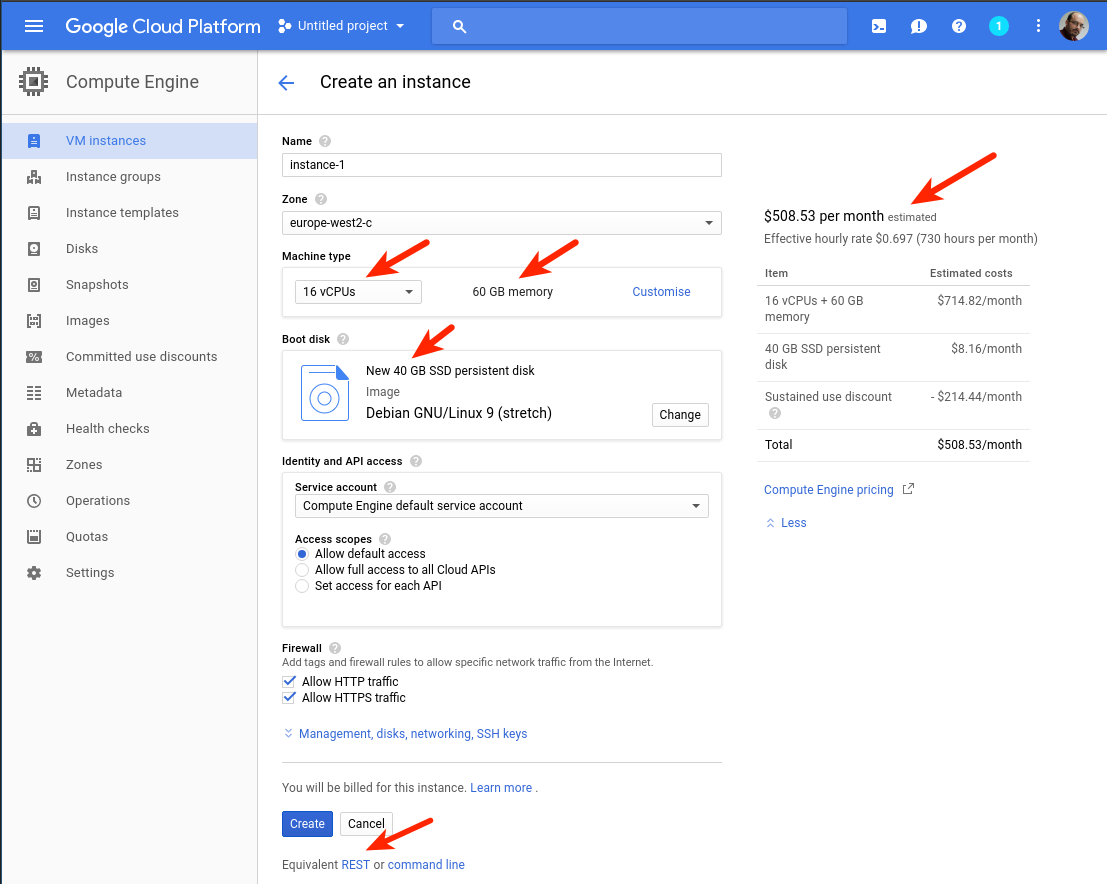 Google Cloud Platform
Untitled project
1
Compute Engine
Create an instance
VM instances
Instance groups
Instance templates
Disks
Snapshots
Images
Committed use discounts
Metadata
Health checks
Zones
Operations
Quotas
Settings
Name ?
instance-1
Zone ?
europe-west2-c
Machine type
16 vCPUs
60 GB memory
Customise
Boot disk ?
New 40 GB SSD persistent disk
Image
Debian GNU/Linux 9 (stretch)
Change
Identity and API access ?
Service account ?
Compute Engine default service account
Access scopes ?
Allow default access
Allow full access to all Cloud APIs
Set access for each API
Firewall ?
Add tags and firewall rules to allow specific network traffic from the Internet.
Allow HTTP traffic
Allow HTTPS traffic
Management, disks, networking, SSH keys
You will be billed for this instance. Learn more .
Create
Cancel
Equivalent REST or command line
$508.53 per month estimated
Effective hourly rate $0.697 (730 hours per month)
Item Estimated costs
16 vCPUs + 60 GB $714.82/month
memory
40 GB SSD persistent $8.16/month
disk
Sustained use discount - $214.44/month
?
Total $508.53/month
Compute Engine pricing
Less